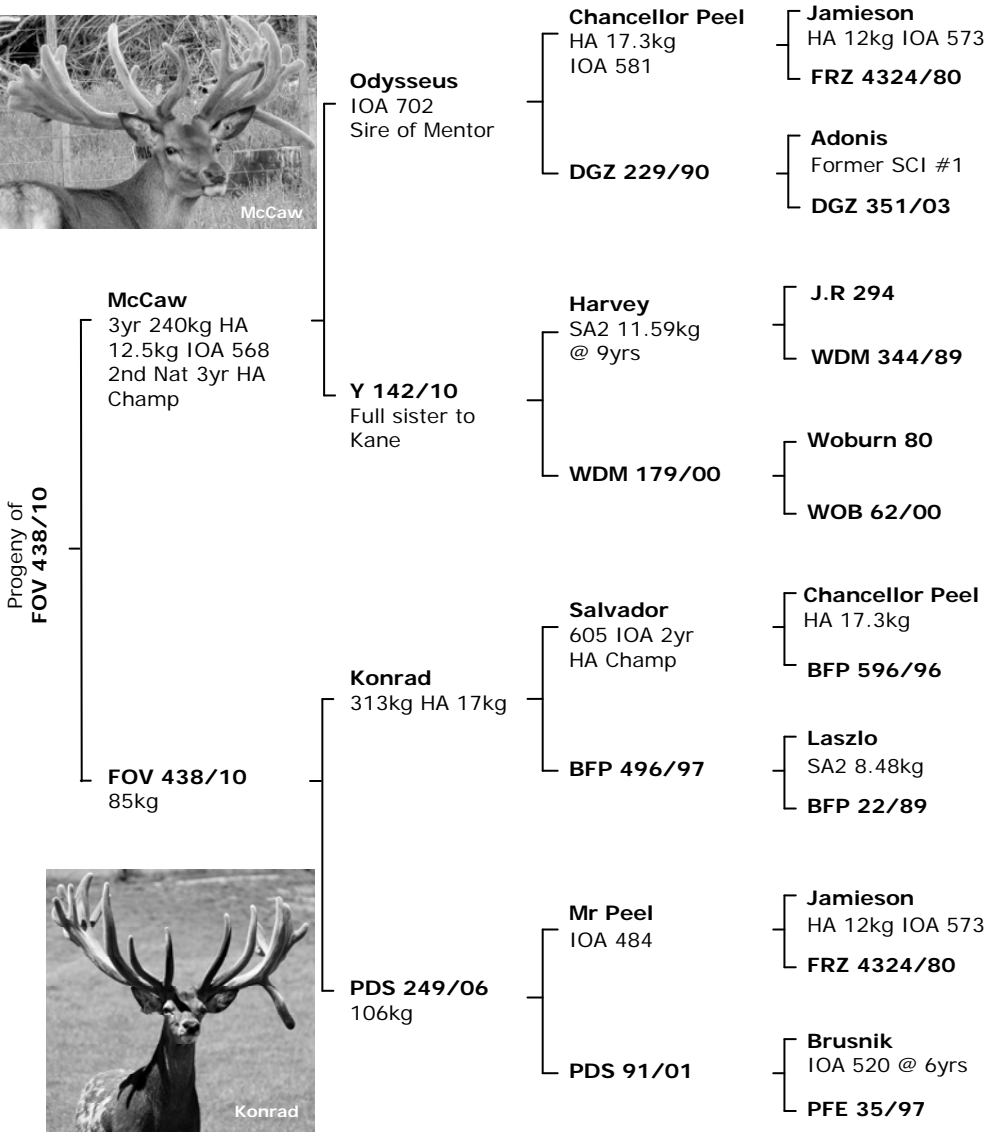 McCaw
Progeny of
FOV 438/10
McCaw
3yr 240kg HA
12.5kg IOA 568
2nd Nat 3yr HA
Champ
FOV 438/10
85kg
Odysseus
IOA 702
Sire of Mentor
Y 142/10
Full sister to
Kane
Konrad
313kg HA 17kg
PDS 249/06
106kg
Chancellor Peel
HA 17.3kg
IOA 581
DGZ 229/90
Harvey
SA2 11.59kg
@ 9yrs
WDM 179/00
Salvador
605 IOA 2yr
HA Champ
BFP 496/97
Mr Peel
IOA 484
PDS 91/01
Jamieson
HA 12kg IOA 573
FRZ 4324/80
Adonis
Former SCI #1
DGZ 351/03
J.R 294
WDM 344/89
Woburn 80
WOB 62/00
Chancellor Peel
HA 17.3kg
BFP 596/96
Laszlo
SA2 8.48kg
BFP 22/89
Jamieson
HA 12kg IOA 573
FRZ 4324/80
Brusnik
IOA 520 @ 6yrs
PFE 35/97
Konrad